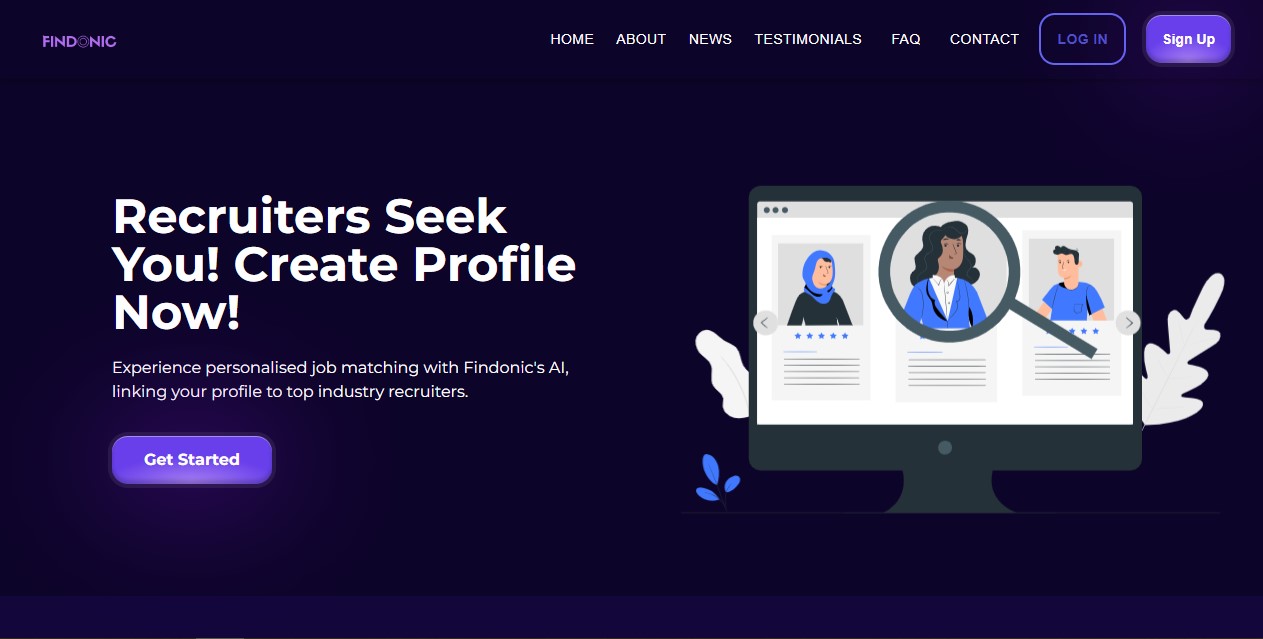 FINDONIC
HOME ABOUT NEWS TESTIMONIALS FAQ CONTACT LOG IN Sign Up
Recruiters Seek
You! Create Profile
Now!
Experience personalised job matching with Findonic's AI,
linking your profile to top industry recruiters.
Get Started